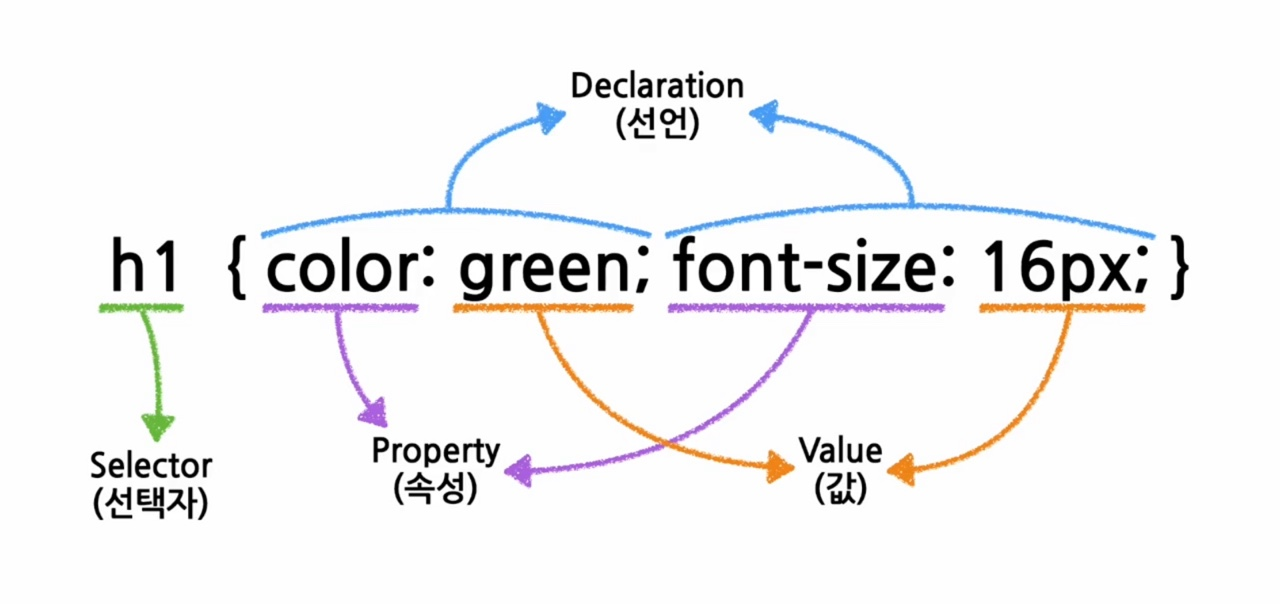 Declaration
(선언)
h1 { color: green; font-size: 16px; }
Selector
(선택자)
Property
(속성)
Value
(값)